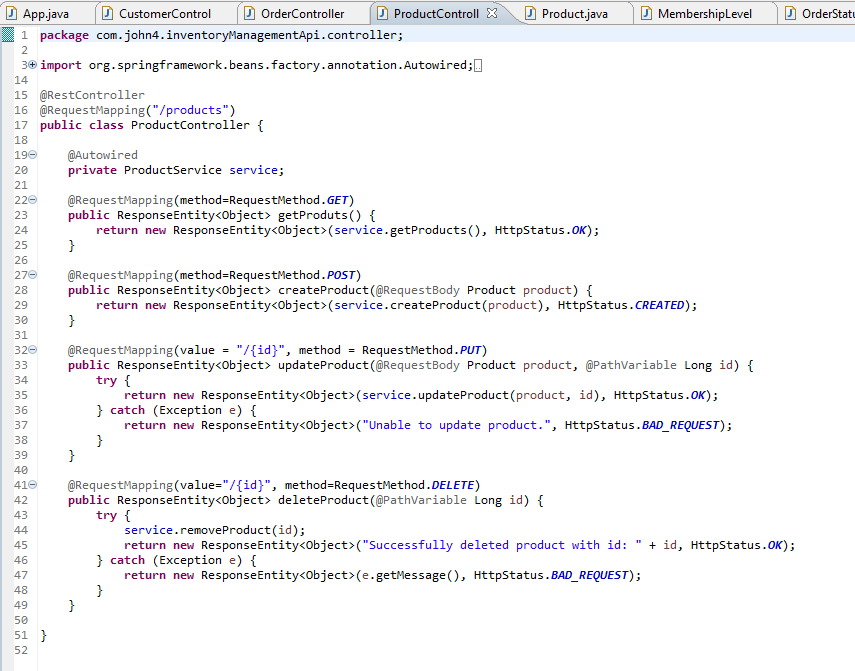 App.java CustomerControl OrderController ProductControll Product.java MembershipLevel OrderStatu
1 package com.john4.inventoryManagementApi.controller;
2
3 import org.springframework.beans.factory.annotation.Autowired;
14
15 @RestController
16 @RequestMapping("/products")
17 public class ProductController {
18
19 @Autowired
20 private ProductService service;
21
22 @RequestMapping(method=RequestMethod.GET)
23 public ResponseEntity<Object> getProduts() {
24 return new ResponseEntity<Object>(service.getProducts(), HttpStatus.OK);
25 }
26
27 @RequestMapping(method=RequestMethod.POST)
28 public ResponseEntity<Object> createProduct(@RequestBody Product product) {
29 return new ResponseEntity<Object>(service.createProduct(product), HttpStatus.CREATED);
30 }
31
32 @RequestMapping(value = "/{id}", method = RequestMethod.PUT)
33 public ResponseEntity<Object> updateProduct(@RequestBody Product product, @PathVariable Long id) {
34 try {
35 return new ResponseEntity<Object>(service.updateProduct(product, id), HttpStatus.OK);
36 } catch (Exception e) {
37 return new ResponseEntity<Object>("Unable to update product.", HttpStatus.BAD_REQUEST);
38 }
39 }
40
41 @RequestMapping(value="/{id}", method=RequestMethod.DELETE)
42 public ResponseEntity<Object> deleteProduct(@PathVariable Long id) {
43 try {
44 service.removeProduct(id);
45 return new ResponseEntity<Object>("Successfully deleted product with id: " + id, HttpStatus.OK);
46 } catch (Exception e) {
47 return new ResponseEntity<Object>(e.getMessage(), HttpStatus.BAD_REQUEST);
48 }
49 }
50
51 }
52